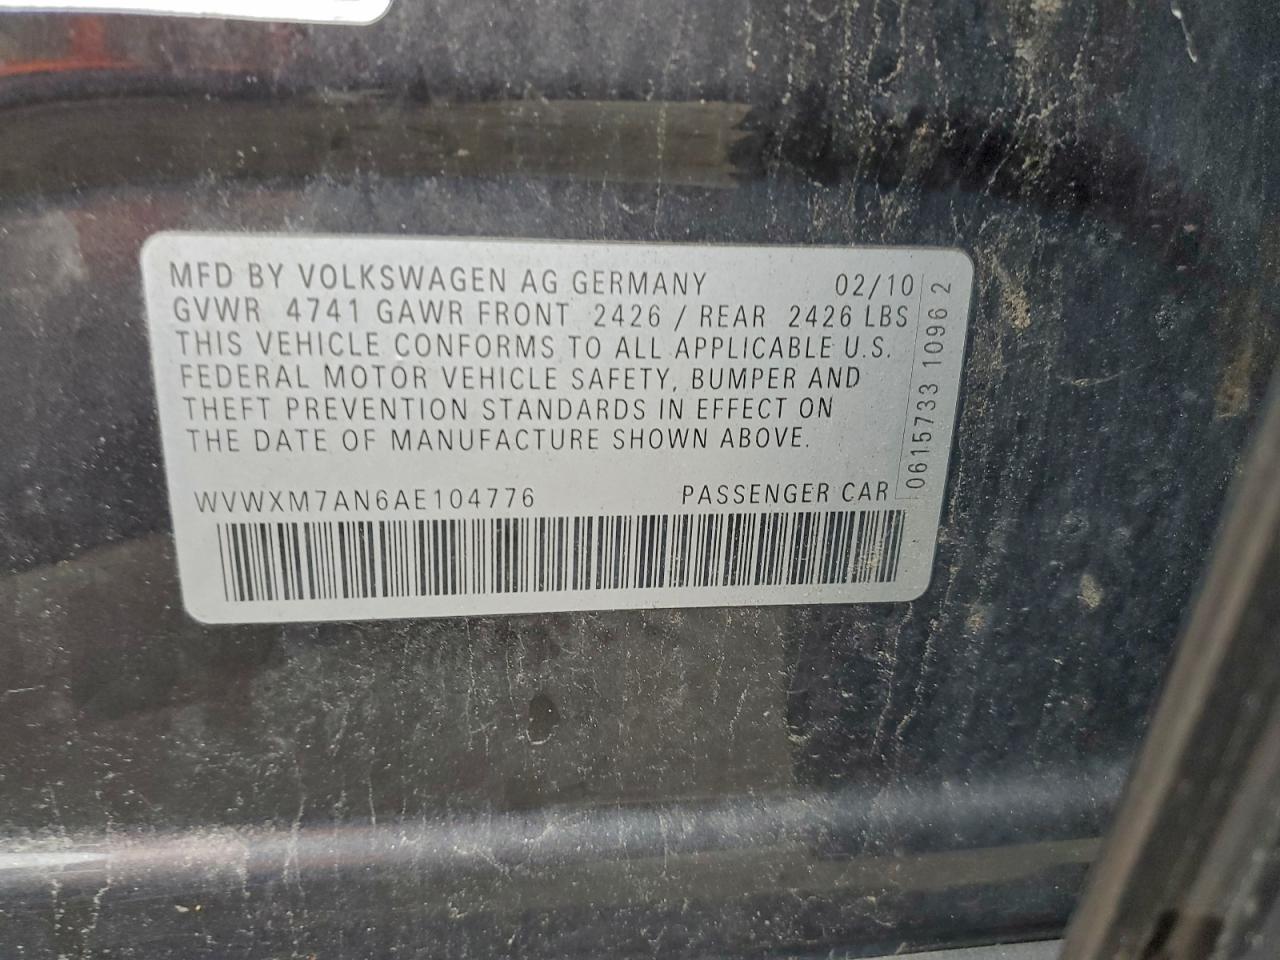 MFD BY VOLKSWAGEN AG GERMANY 02/10
GVWR 4741 GAWR FRONT 2426 / REAR 2426 LBS
THIS VEHICLE CONFORMS TO ALL APPLICABLE U.S.
FEDERAL MOTOR VEHICLE SAFETY, BUMPER AND
THEFT PREVENTION STANDARDS IN EFFECT ON
THE DATE OF MANUFACTURE SHOWN ABOVE.
WVWXM7AN6AE104776 PASSENGER CAR
0615733 1096 2